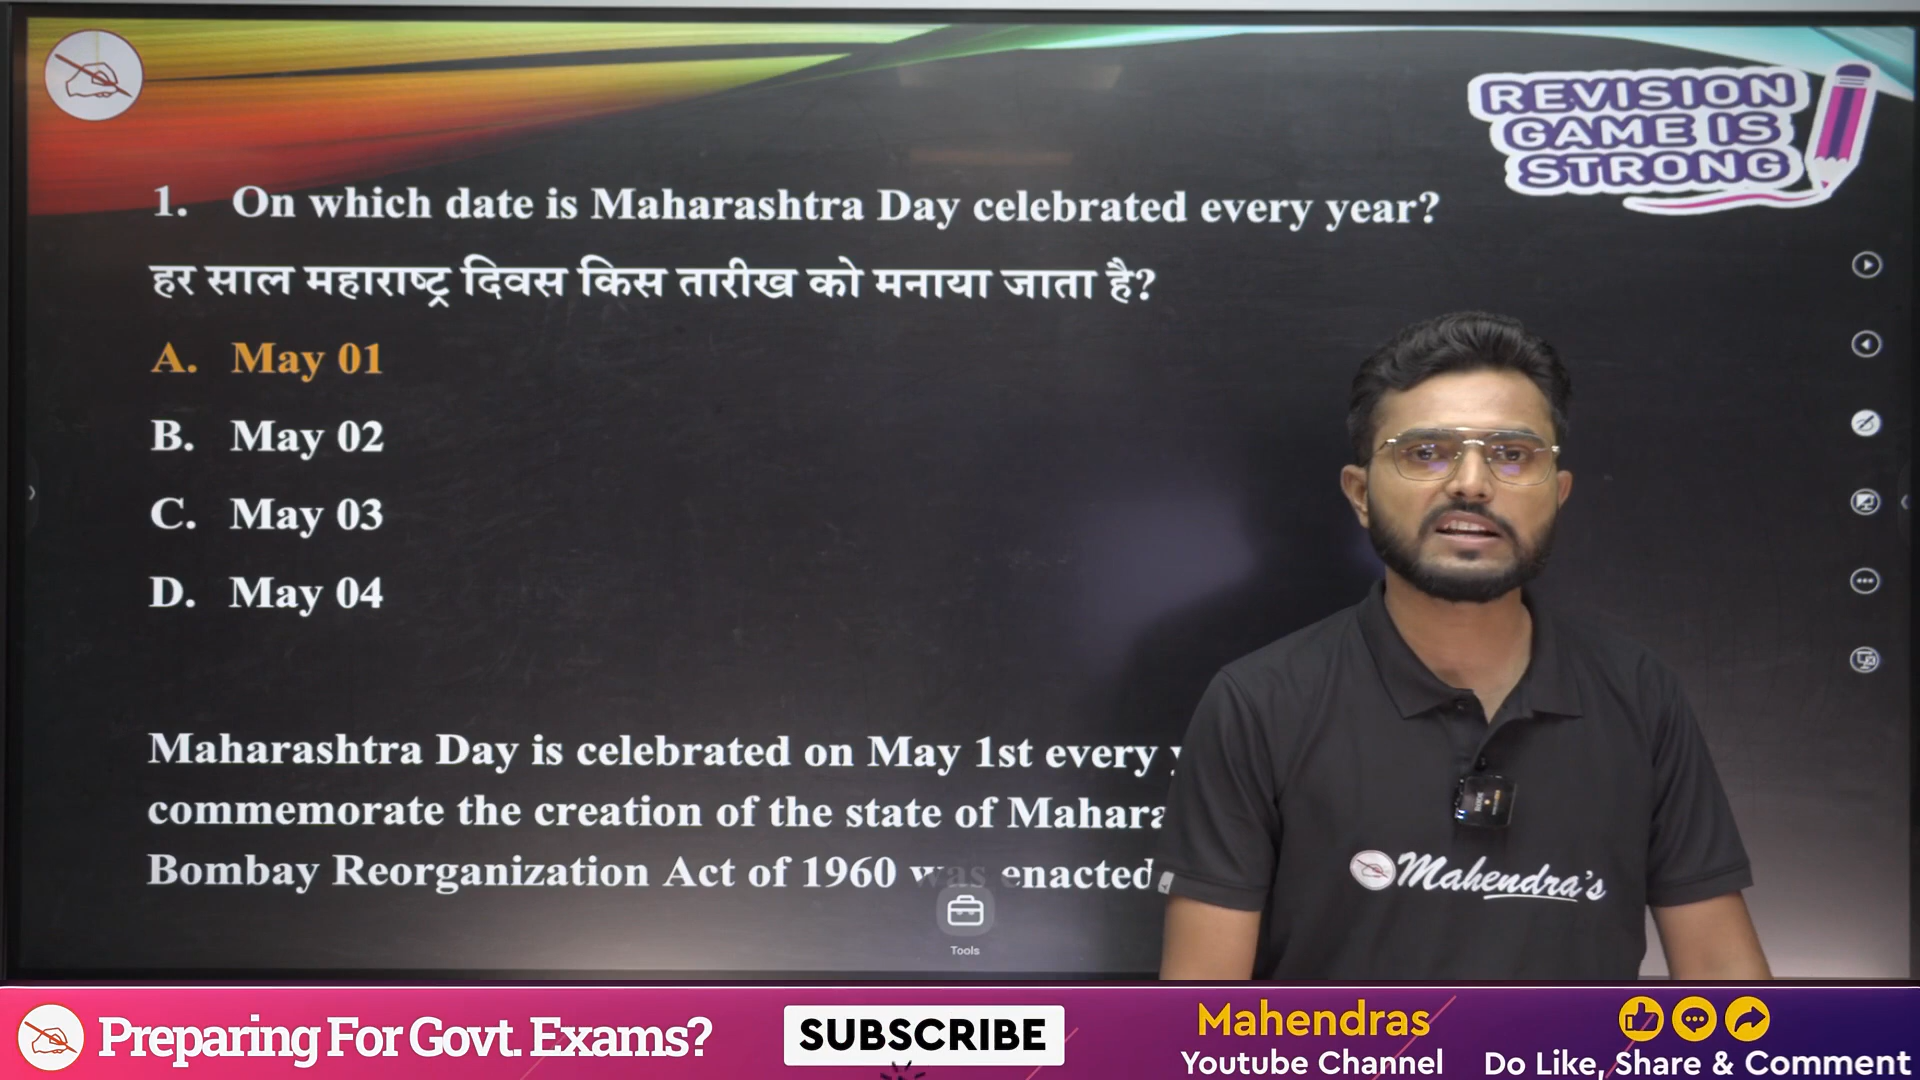 REVISION
GAME IS
STRONG
1. On which date is Maharashtra Day celebrated every year?
हर साल महाराष्ट्र दिवस किस तारीख को मनाया जाता है?
A. May 01
B. May 02
C. May 03
D. May 04
Maharashtra Day is celebrated on May 1st every
commemorate the creation of the state of
Bombay Reorganization Act of 1960 was enacted
Tools
Mahendra's
Preparing For Govt. Exams?
SUBSCRIBE
Mahendras
Youtube Channel
Do Like, Share & Comment